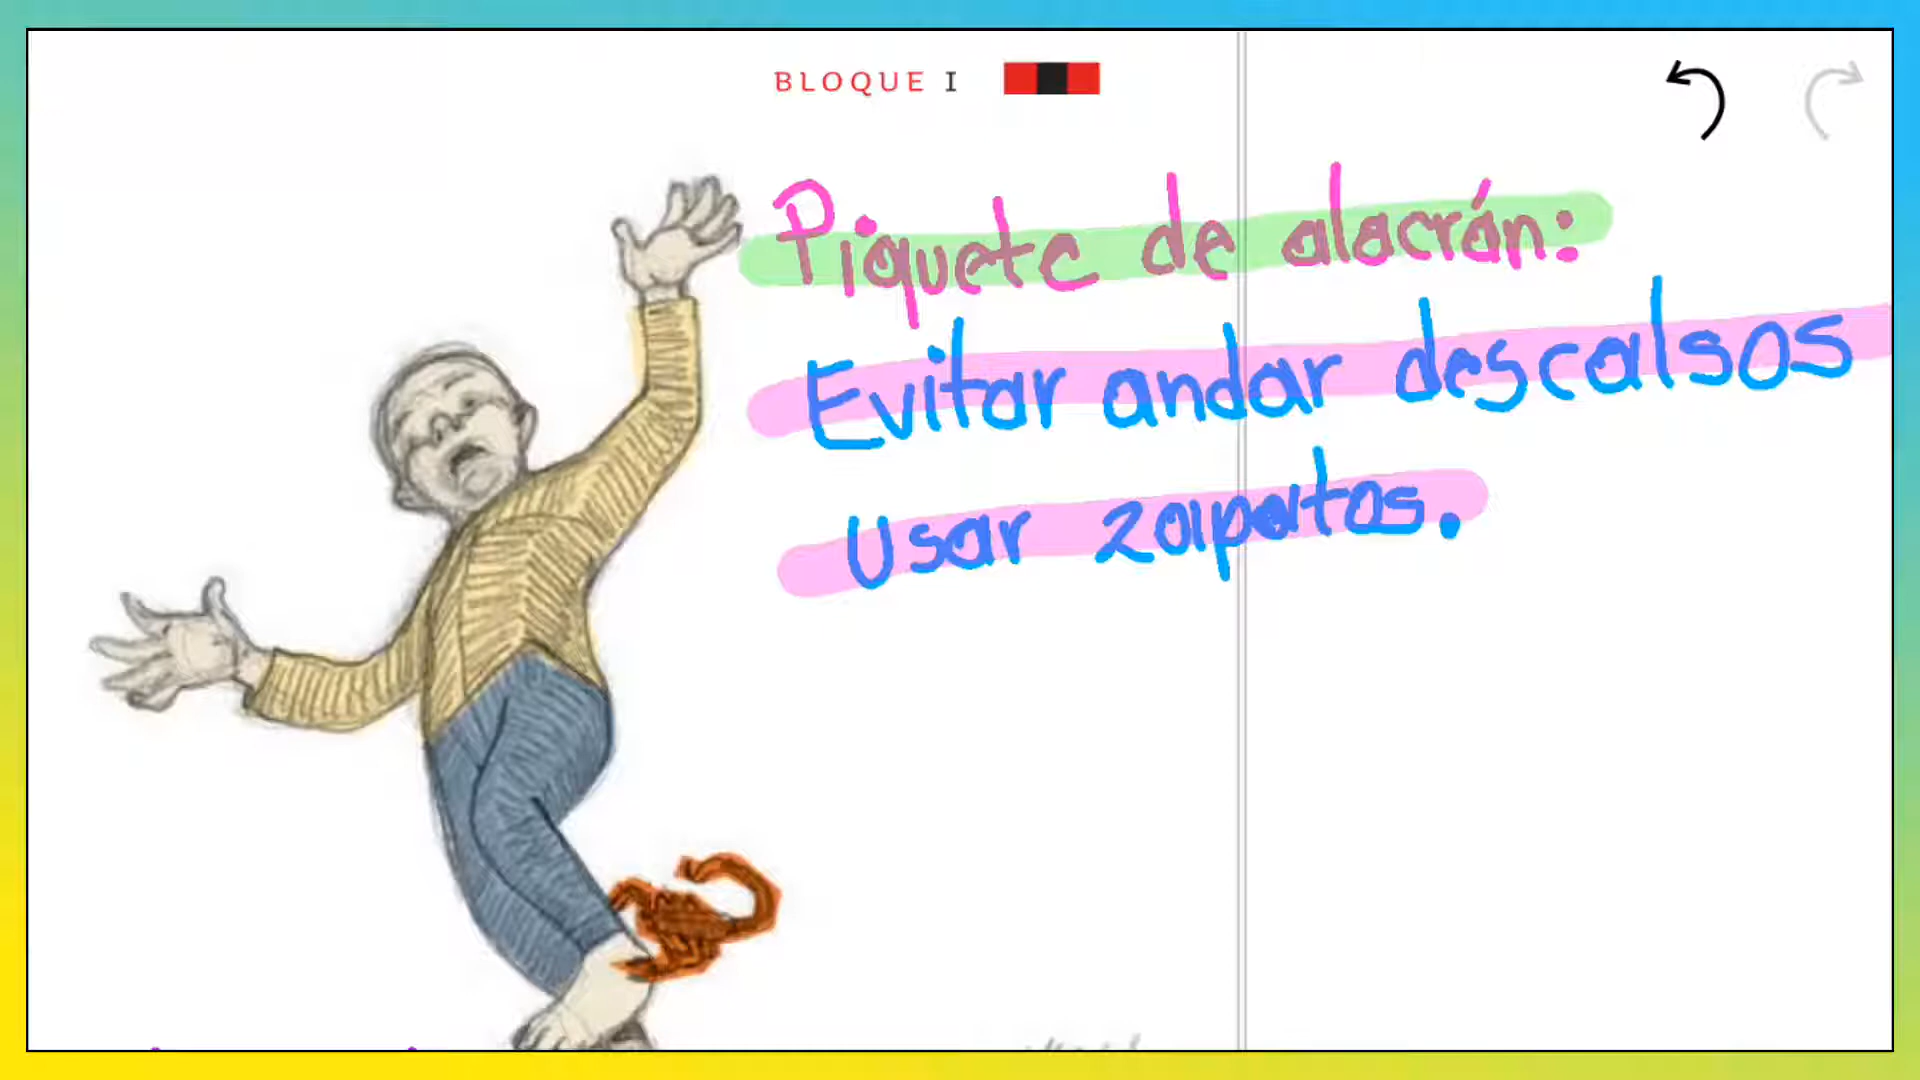 BLOQUE I
Piquete de alacrán:
Evitar andar descalsos
Usar zapatos.